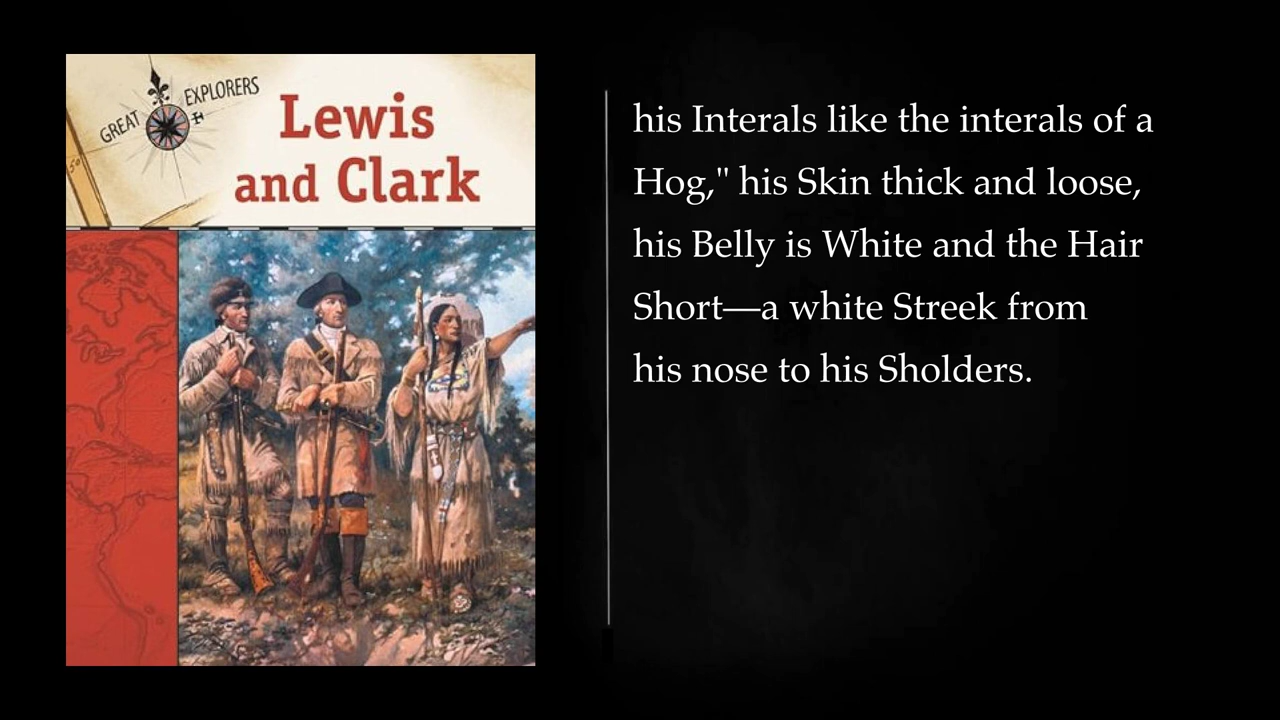 GREAT EXPLORERS
Lewis
and Clark
his Interals like the interals of a
Hog," his Skin thick and loose,
his Belly is White and the Hair
Short—a white Streek from
his nose to his Sholders.